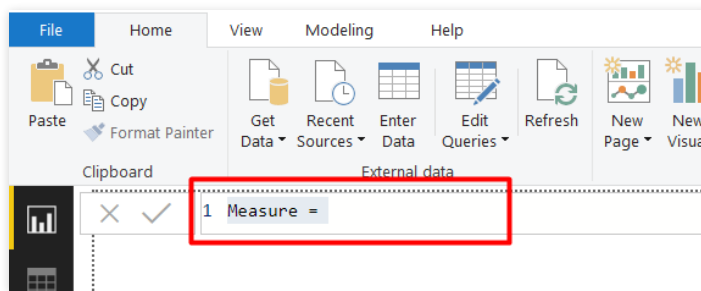 File Home View Modeling Help
Paste
Cut
Copy
Format Painter
Clipboard
Get
Data
Recent
Sources
Enter
Data
Edit
Queries
Refresh
External data
New
Page
New
1 Measure =